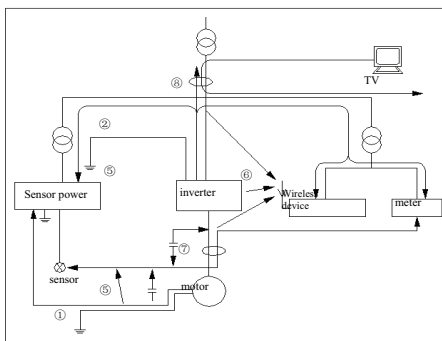 ⑧
TV
②
⑤
⑥
Sensor power
inverter
Wireless
device
meter
⑦
sensor
⑤
motor
①